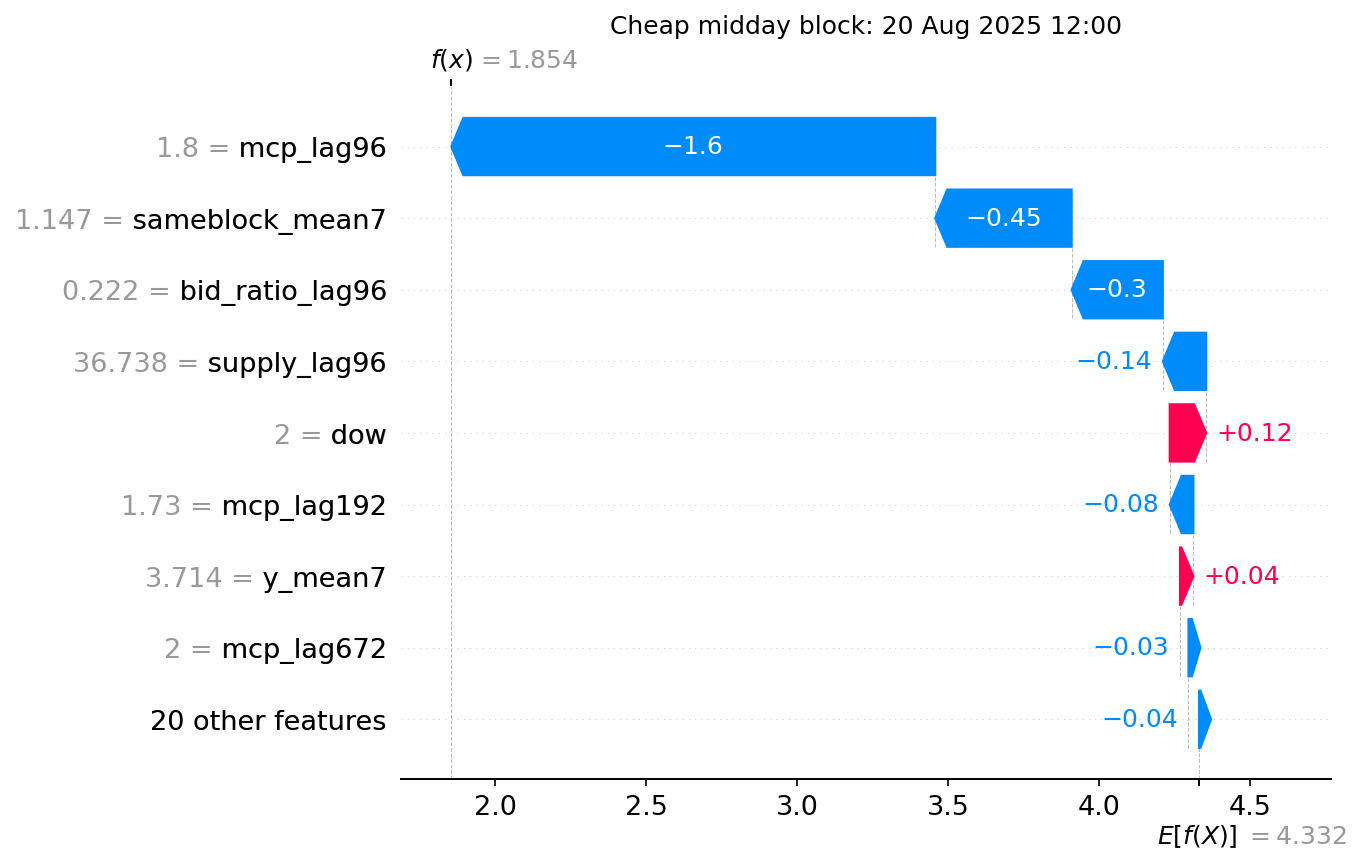 Cheap midday block: 20 Aug 2025 12:00
f(x) = 1.854
1.8 = mcp_lag96 −1.6
1.147 = sameblock_mean7 −0.45
0.222 = bid_ratio_lag96 −0.3
36.738 = supply_lag96 −0.14
2 = dow +0.12
1.73 = mcp_lag192 −0.08
3.714 = y_mean7 +0.04
2 = mcp_lag672 −0.03
20 other features −0.04
2.0 2.5 3.0 3.5 4.0 4.5
E[f(X)] = 4.332